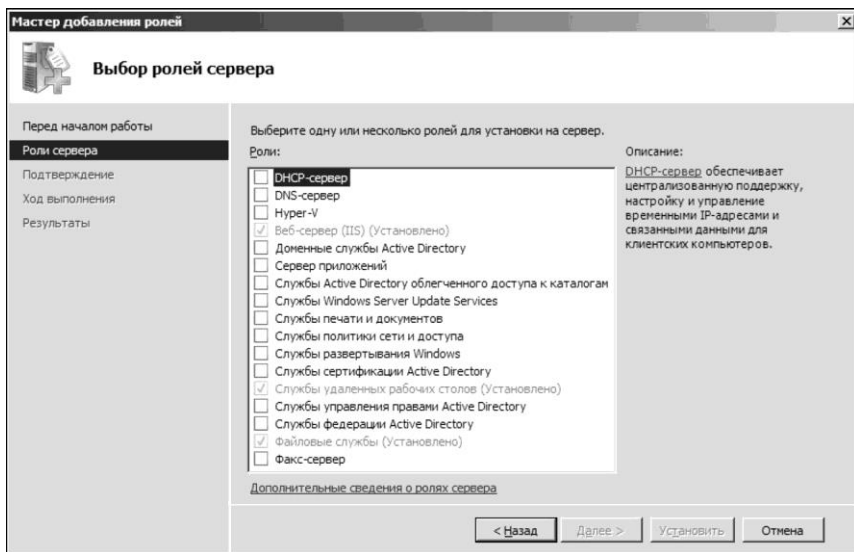 Мастер добавления ролей
Выбор ролей сервера
Перед началом работы
Роли сервера
Подтверждение
Ход выполнения
Результаты
Выберите одну или несколько ролей для установки на сервер.
Роли:
DHCP-сервер
DNS-сервер
Hyper-V
Веб-сервер (IIS) (Установлено)
Доменные службы Active Directory
Сервер приложений
Службы Active Directory облегченного доступа к каталогам
Службы Windows Server Update Services
Службы печати и документов
Службы политики сети и доступа
Службы развертывания Windows
Службы сертификации Active Directory
Службы удаленных рабочих столов (Установлено)
Службы управления правами Active Directory
Службы федерации Active Directory
Файловые службы (Установлено)
Факс-сервер
Дополнительные сведения о ролях сервера
Описание:
DHCP-сервер обеспечивает
централизованную поддержку,
настройку и управление
временными IP-адресами и
связанными данными для
клиентских компьютеров.
< Назад
Далее >
Установить
Отмена